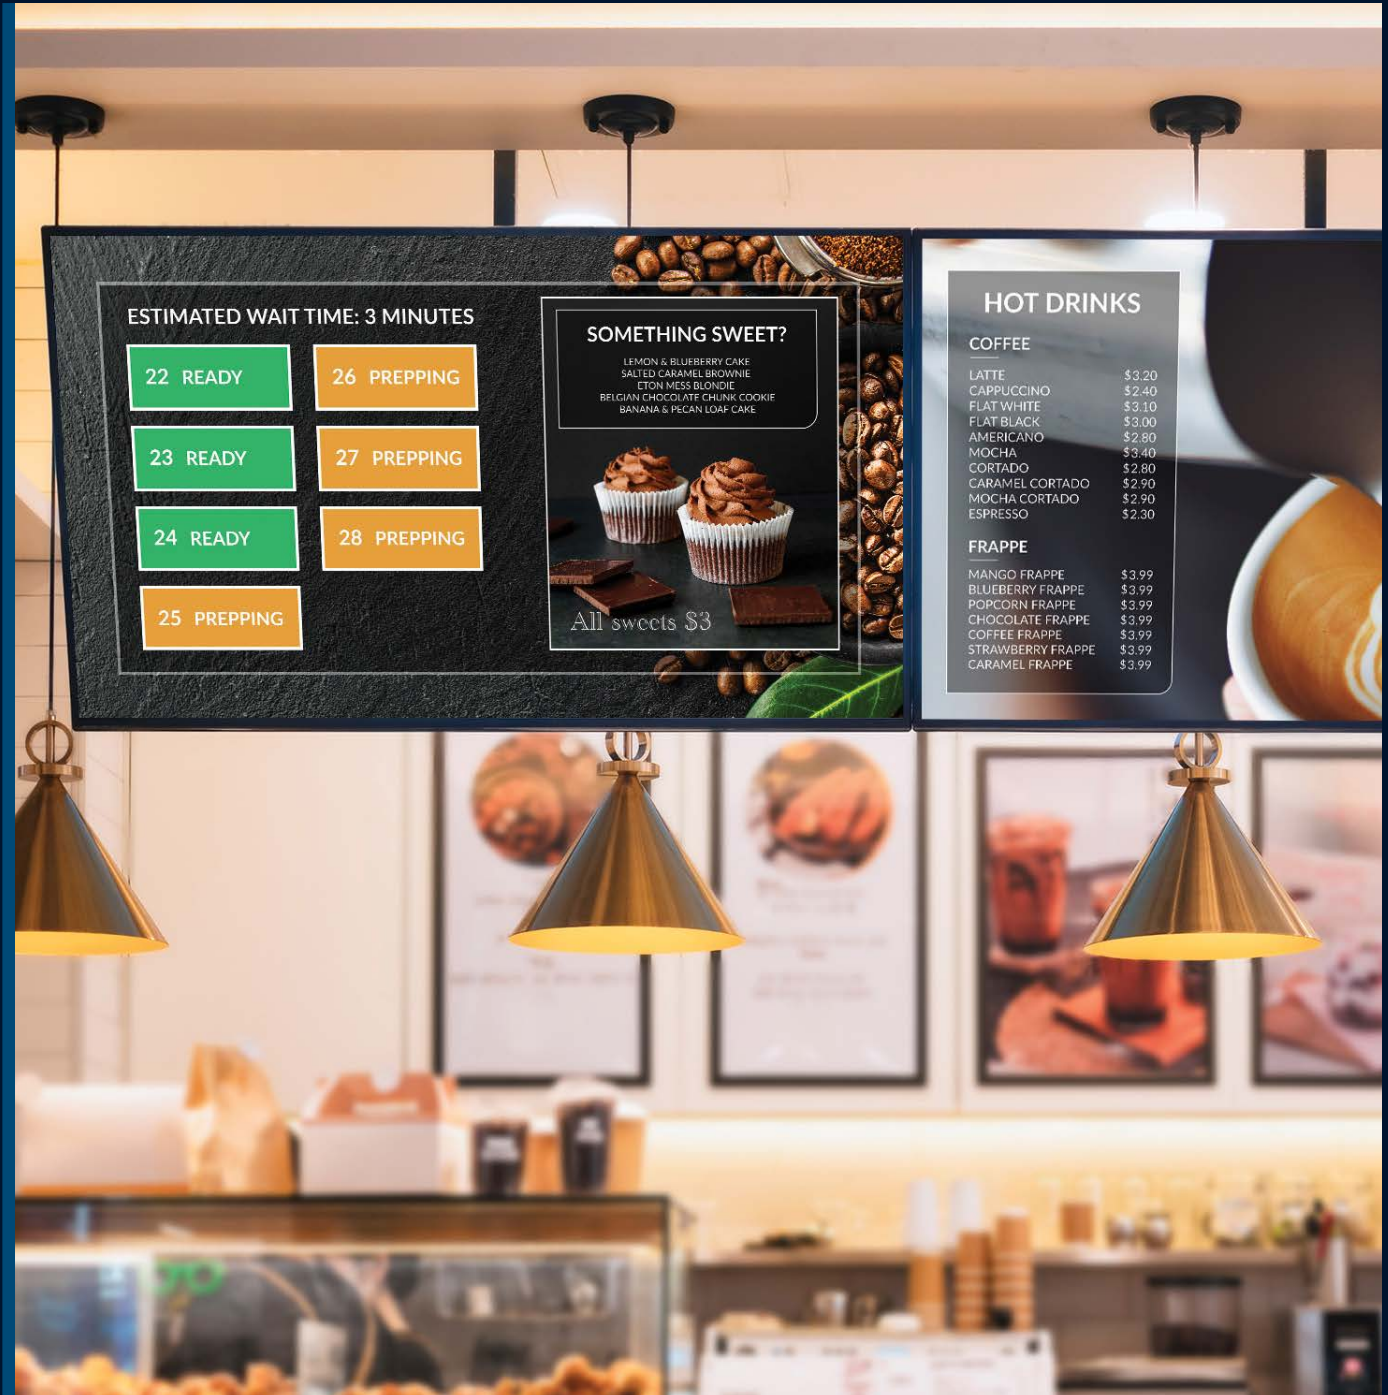 ESTIMATED WAIT TIME: 3 MINUTES
22 READY
26 PREPPING
23 READY
27 PREPPING
24 READY
28 PREPPING
25 PREPPING
SOMETHING SWEET?
LEMON & BLUEBERRY CAKE
SALTED CARAMEL BROWNIE
ETON MESS BLONDIE
BELGIAN CHOCOLATE CHUNK COOKIE
BANANA & PECAN LOAF CAKE
All sweets $3
HOT DRINKS
COFFEE
LATTE $3.20
CAPPUCCINO $2.40
FLAT WHITE $3.10
FLAT BLACK $3.00
AMERICANO $2.80
MOCHA $3.40
CORTADO $2.80
CARAMEL CORTADO $2.90
MOCHA CORTADO $2.90
ESPRESSO $2.30
FRAPPE
MANGO FRAPPE $3.99
BLUEBERRY FRAPPE $3.99
POPCORN FRAPPE $3.99
CHOCOLATE FRAPPE $3.99
COFFEE FRAPPE $3.99
STRAWBERRY FRAPPE $3.99
CARAMEL FRAPPE $3.99